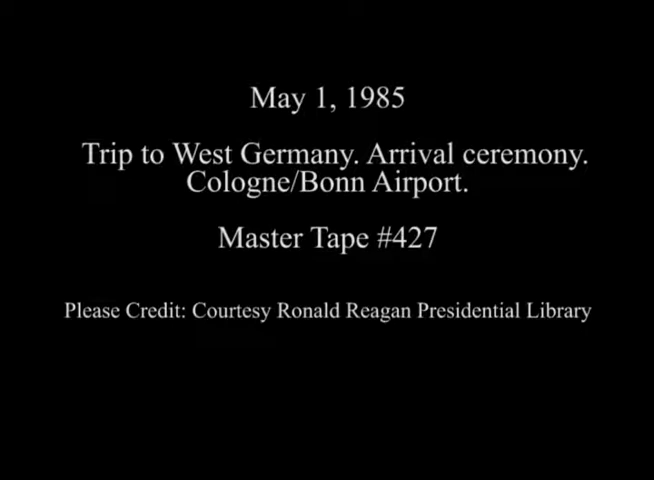 May 1, 1985
Trip to West Germany. Arrival ceremony.
Cologne/Bonn Airport.
Master Tape #427
Please Credit: Courtesy Ronald Reagan Presidential Library